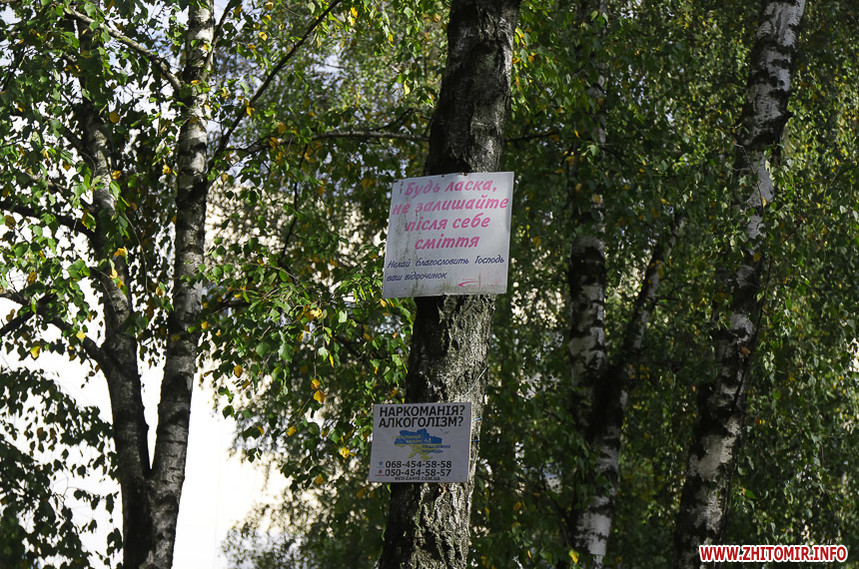 Будь ласка,
не залишайте
після себе
сміття
Нехай благословить Господь
ваш відпочинок
НАРКОМАНІЯ?
АЛКОГОЛІЗМ?
068-454-58-58
050-454-58-57
WWW.ZHITOMIR.INFO